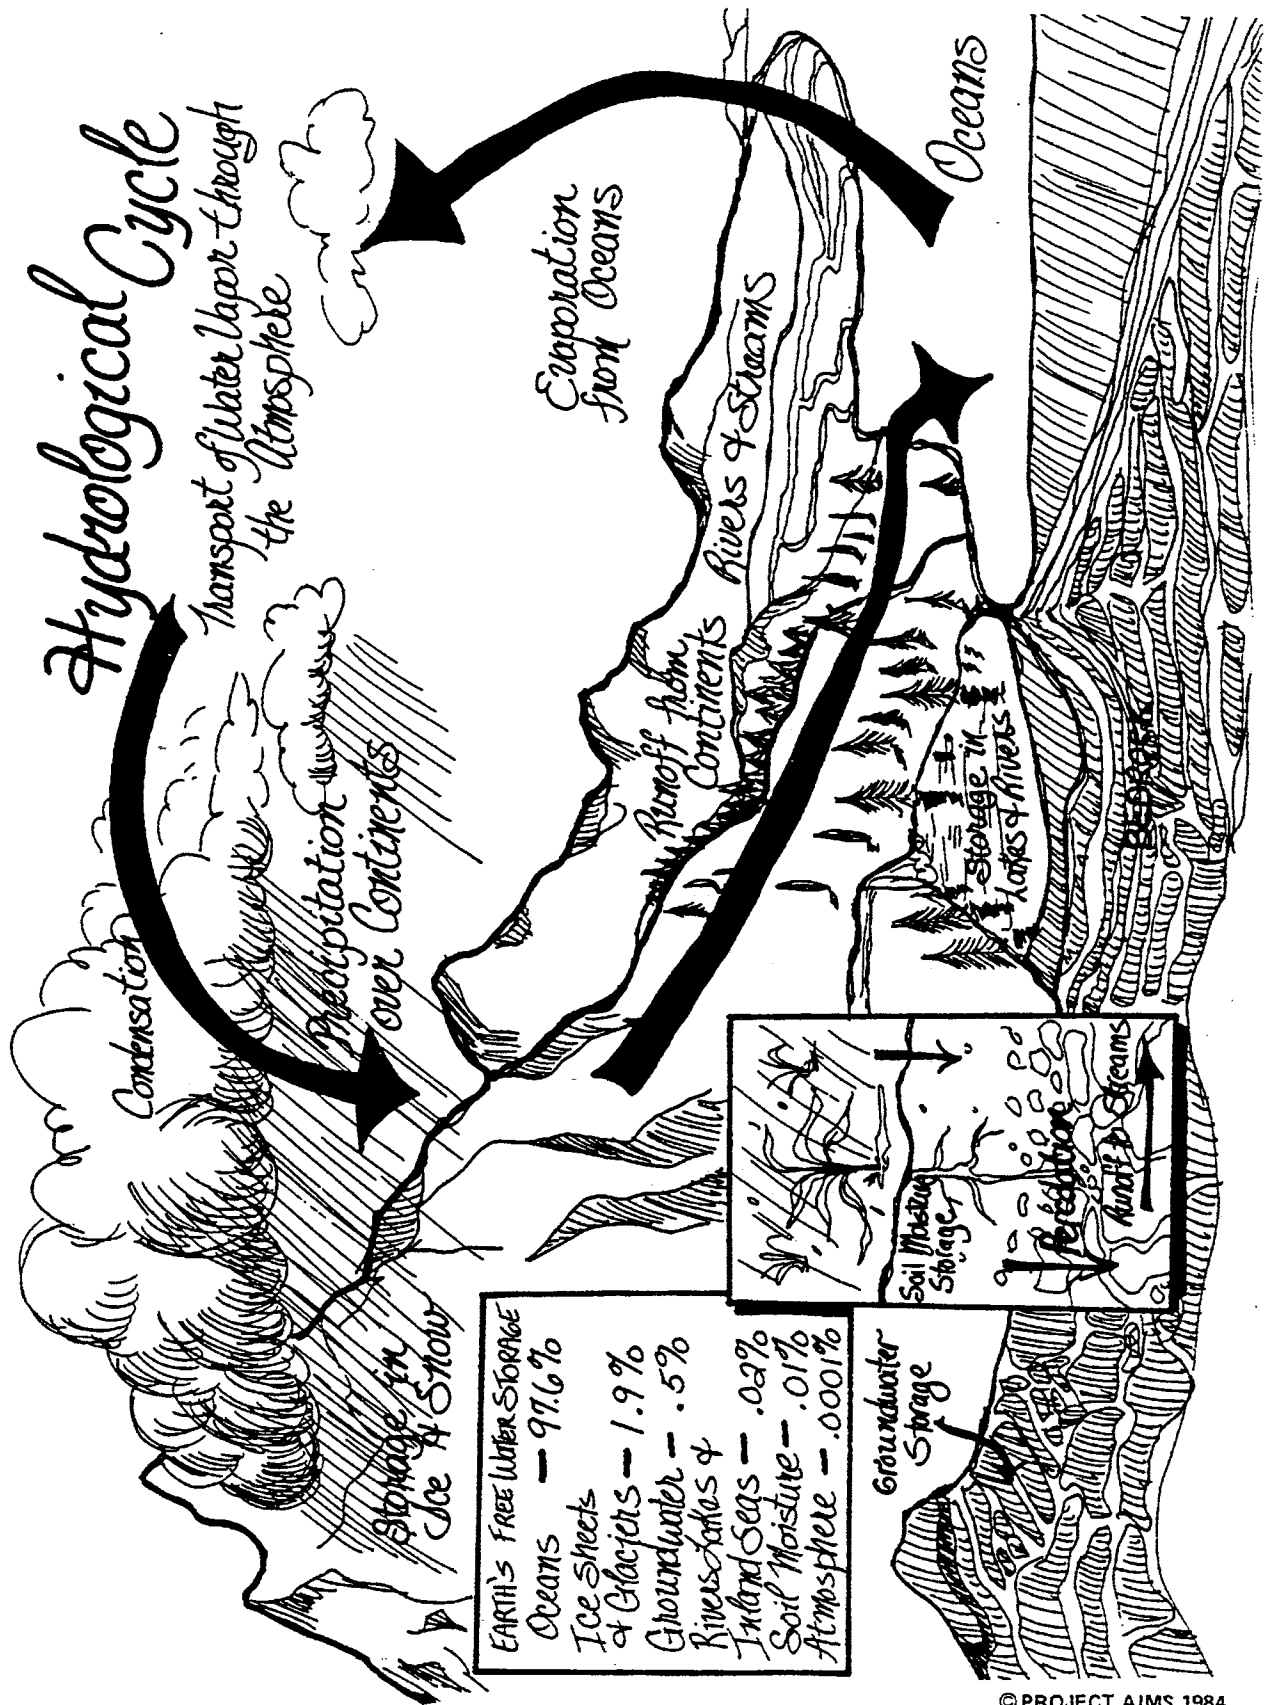 Hydrological
Cycle
Transport of Water Vapor through
the Atmosphere
Condensation
Precipitation
over Continents
Evaporation
from Oceans
Storage in
Ice & Snow
Rivers & Streams
Runoff from
Continents
Oceans
Storage in
Lakes & Rivers
BEDROCK
EARTH'S FREE WATER STORAGE
Oceans — 97.6%
Ice Sheets
& Glaciers — 1.9%
Groundwater — .5%
Rivers Lakes &
Inland Seas — .02%
Soil Moisture — .01%
Atmosphere — .0001%
Soil Moisture
Storage
Percolation
Runoff to Streams
Groundwater
Storage
© PROJECT AIMS 1984